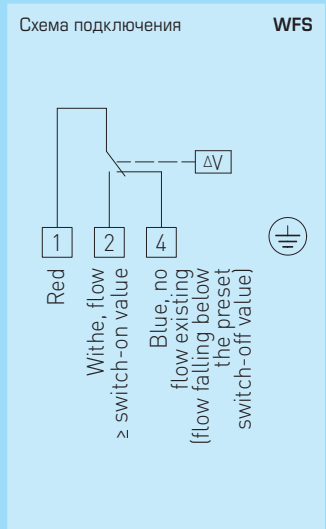 Схема подключения WFS
ΔV
1 2 4
Red
Withe, flow
≥ switch-on value
Blue, no
flow existing
(flow falling below
the preset
switch-off value)